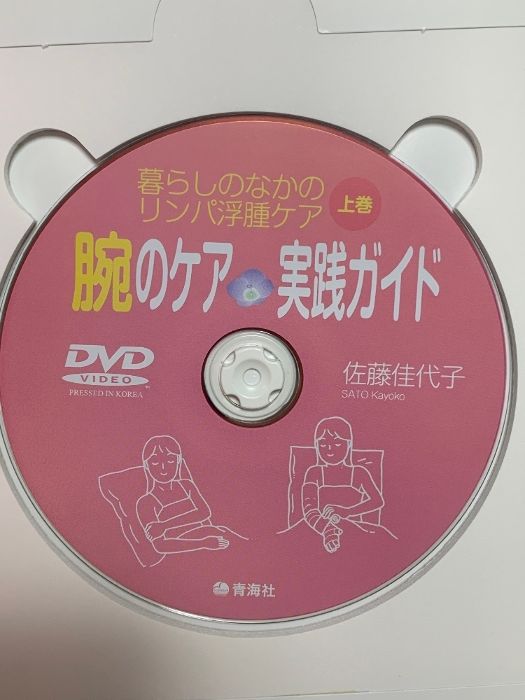 暮らしのなかの
リンパ浮腫ケア
上巻
腕のケア 実践ガイド
DVD
VIDEO
PRESSED IN KOREA
佐藤佳代子
SATO Kayoko
青海社